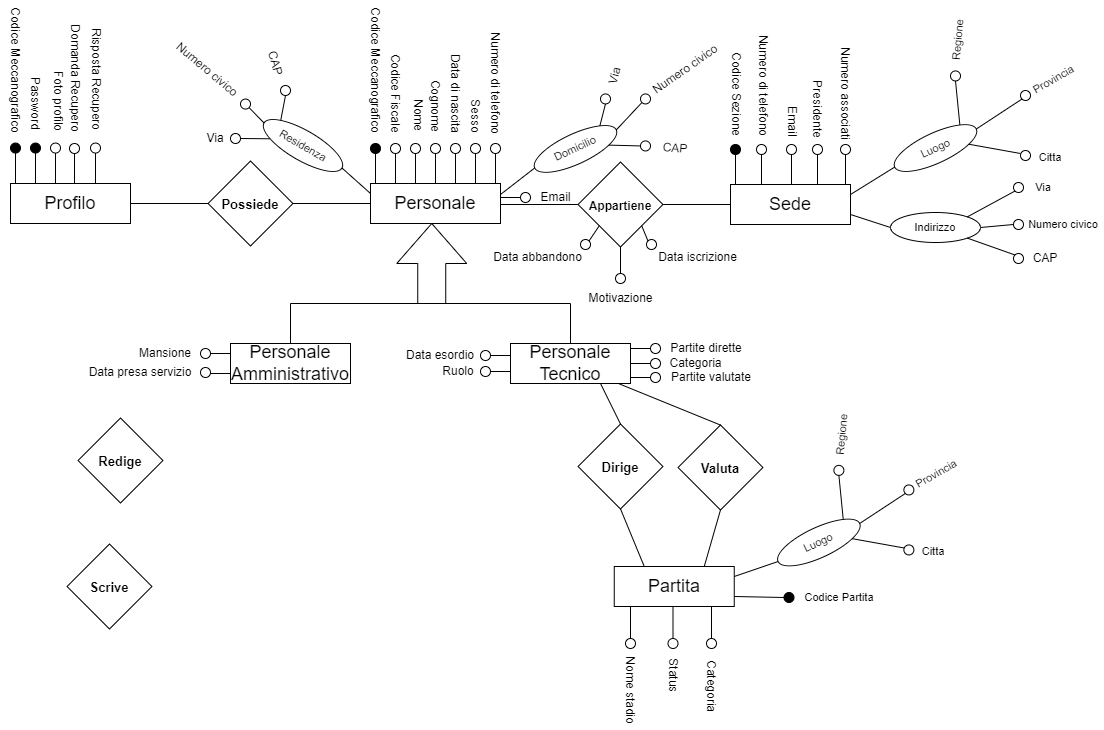 Codice Meccanografico
Password
Foto profilo
Domanda Recupero
Risposta Recupero
Profilo
Possiede
Numero civico
CAP
Via
Residenza
Codice Meccanografico
Codice Fiscale
Nome
Cognome
Data di nascita
Sesso
Numero di telefono
Personale
Via
Numero civico
CAP
Domicilio
Email
Appartiene
Data abbandono
Data iscrizione
Motivazione
Codice Sezione
Numero di telefono
Email
Presidente
Numero associati
Sede
Regione
Provincia
Luogo
Citta
Via
Indirizzo
Numero civico
CAP
Mansione
Data presa servizio
Personale
Amministrativo
Data esordio
Ruolo
Personale
Tecnico
Partite dirette
Categoria
Partite valutate
Redige
Scrive
Dirige
Valuta
Regione
Provincia
Luogo
Citta
Partita
Codice Partita
Nome stadio
Status
Categoria